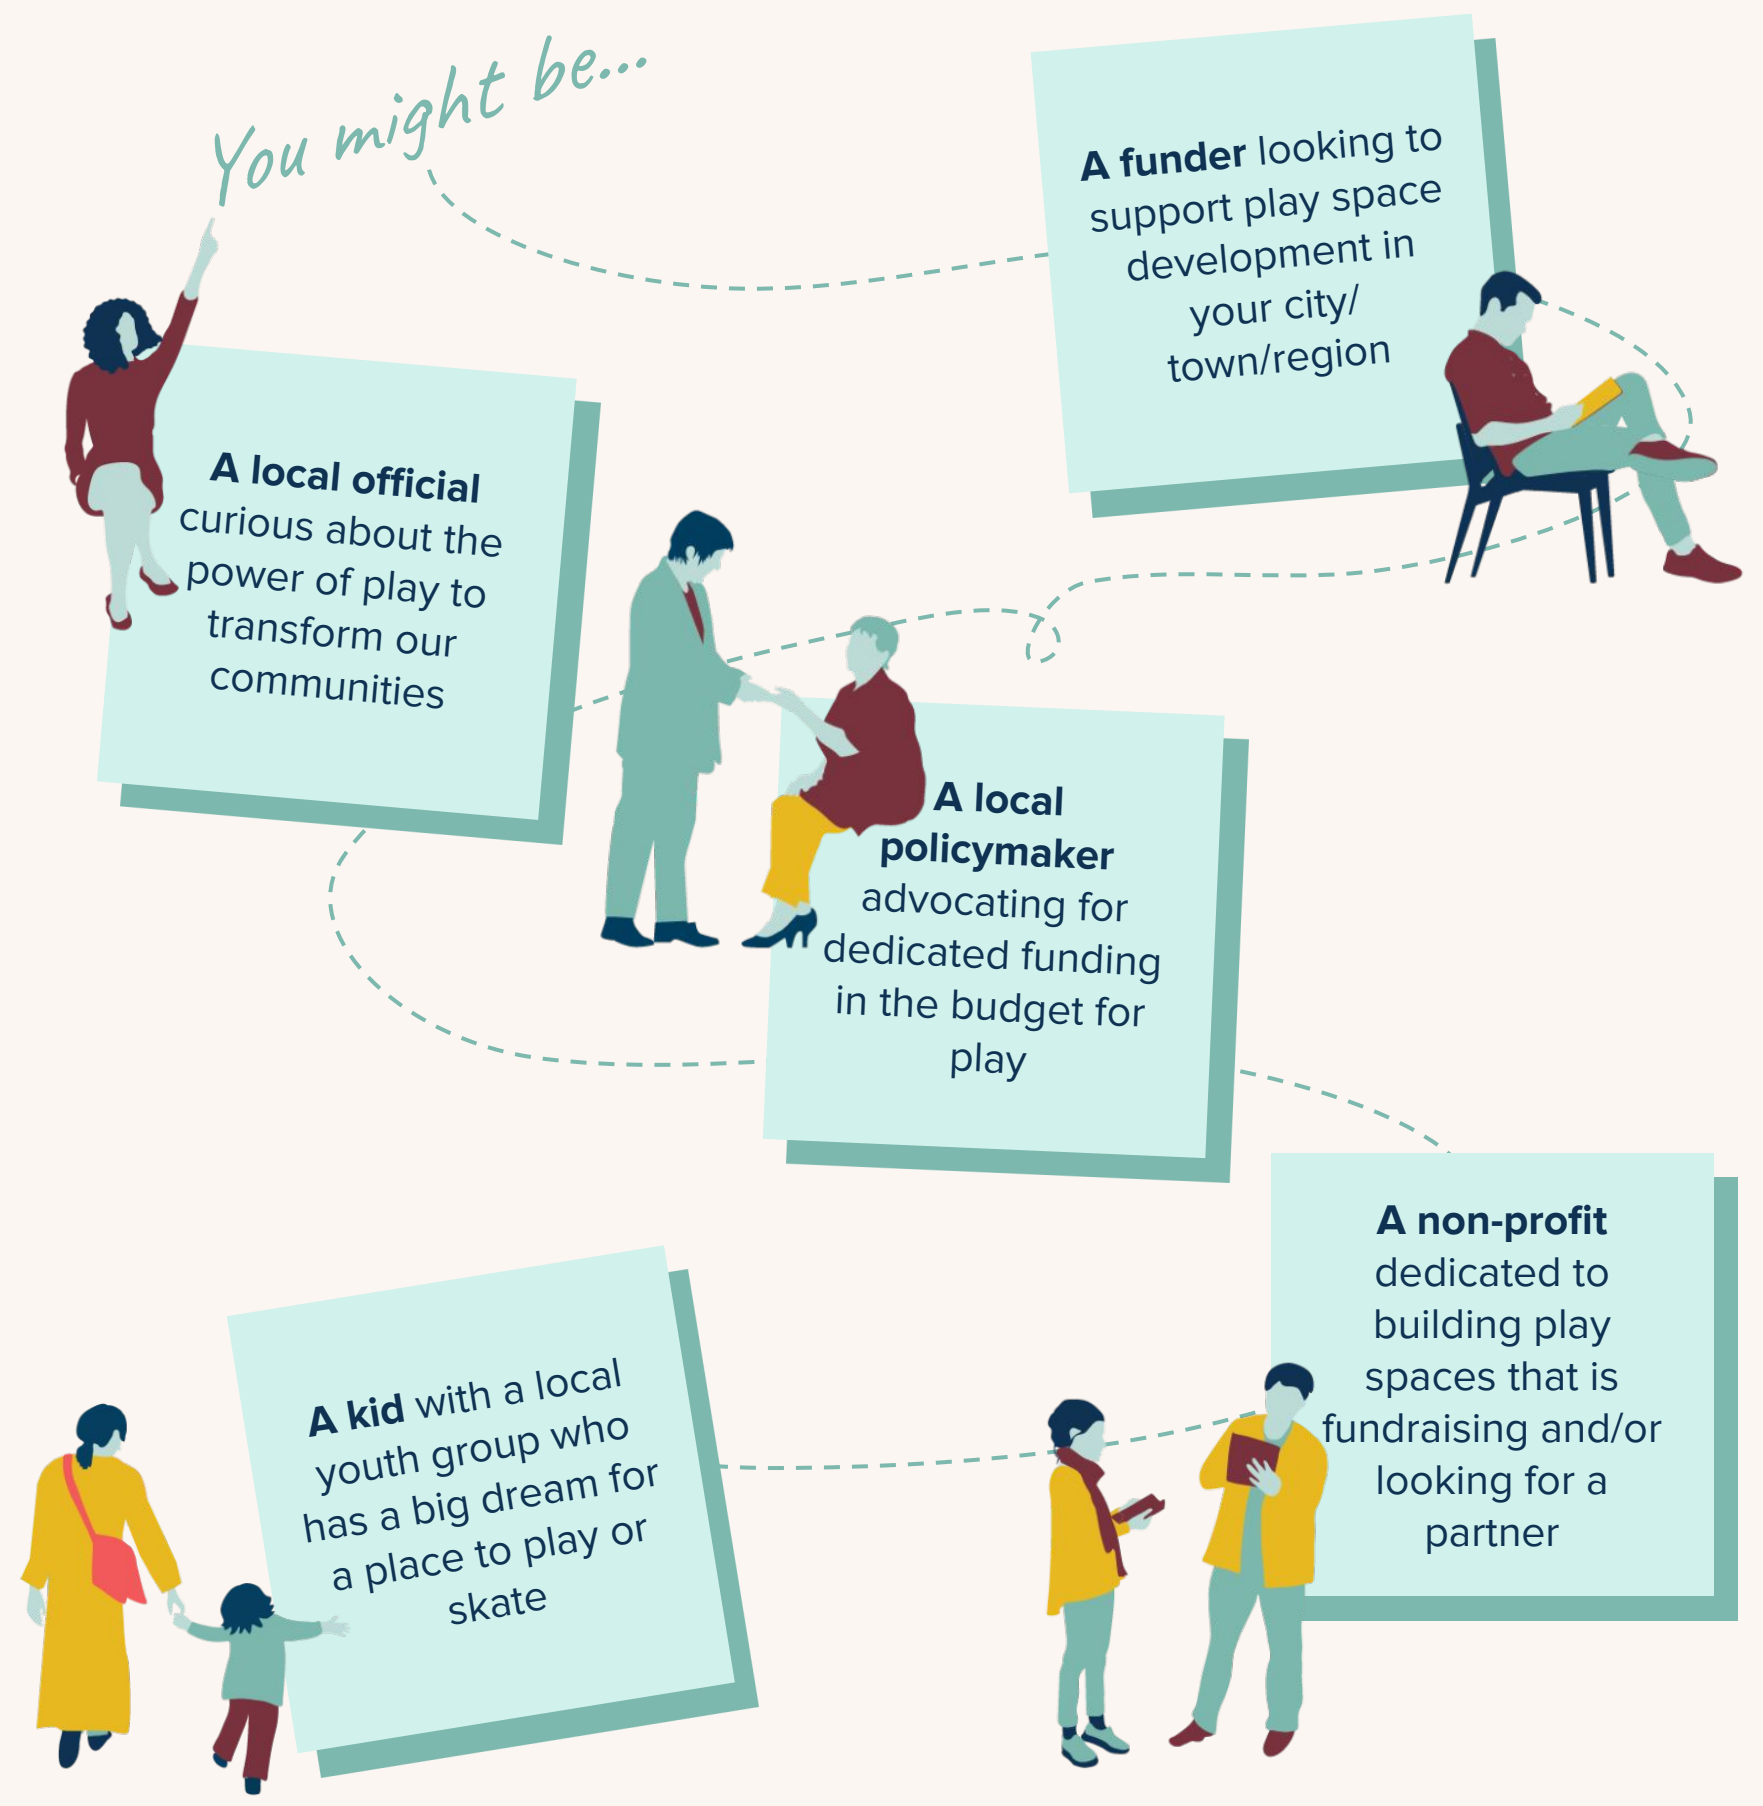 You might be...
A funder looking to
support play space
development in
your city/
town/region
A local official
curious about the
power of play to
transform our
communities
A local
policymaker
advocating for
dedicated funding
in the budget for
play
A non-profit
dedicated to
building play
spaces that is
fundraising and/or
looking for a
partner
A kid with a local
youth group who
has a big dream for
a place to play or
skate